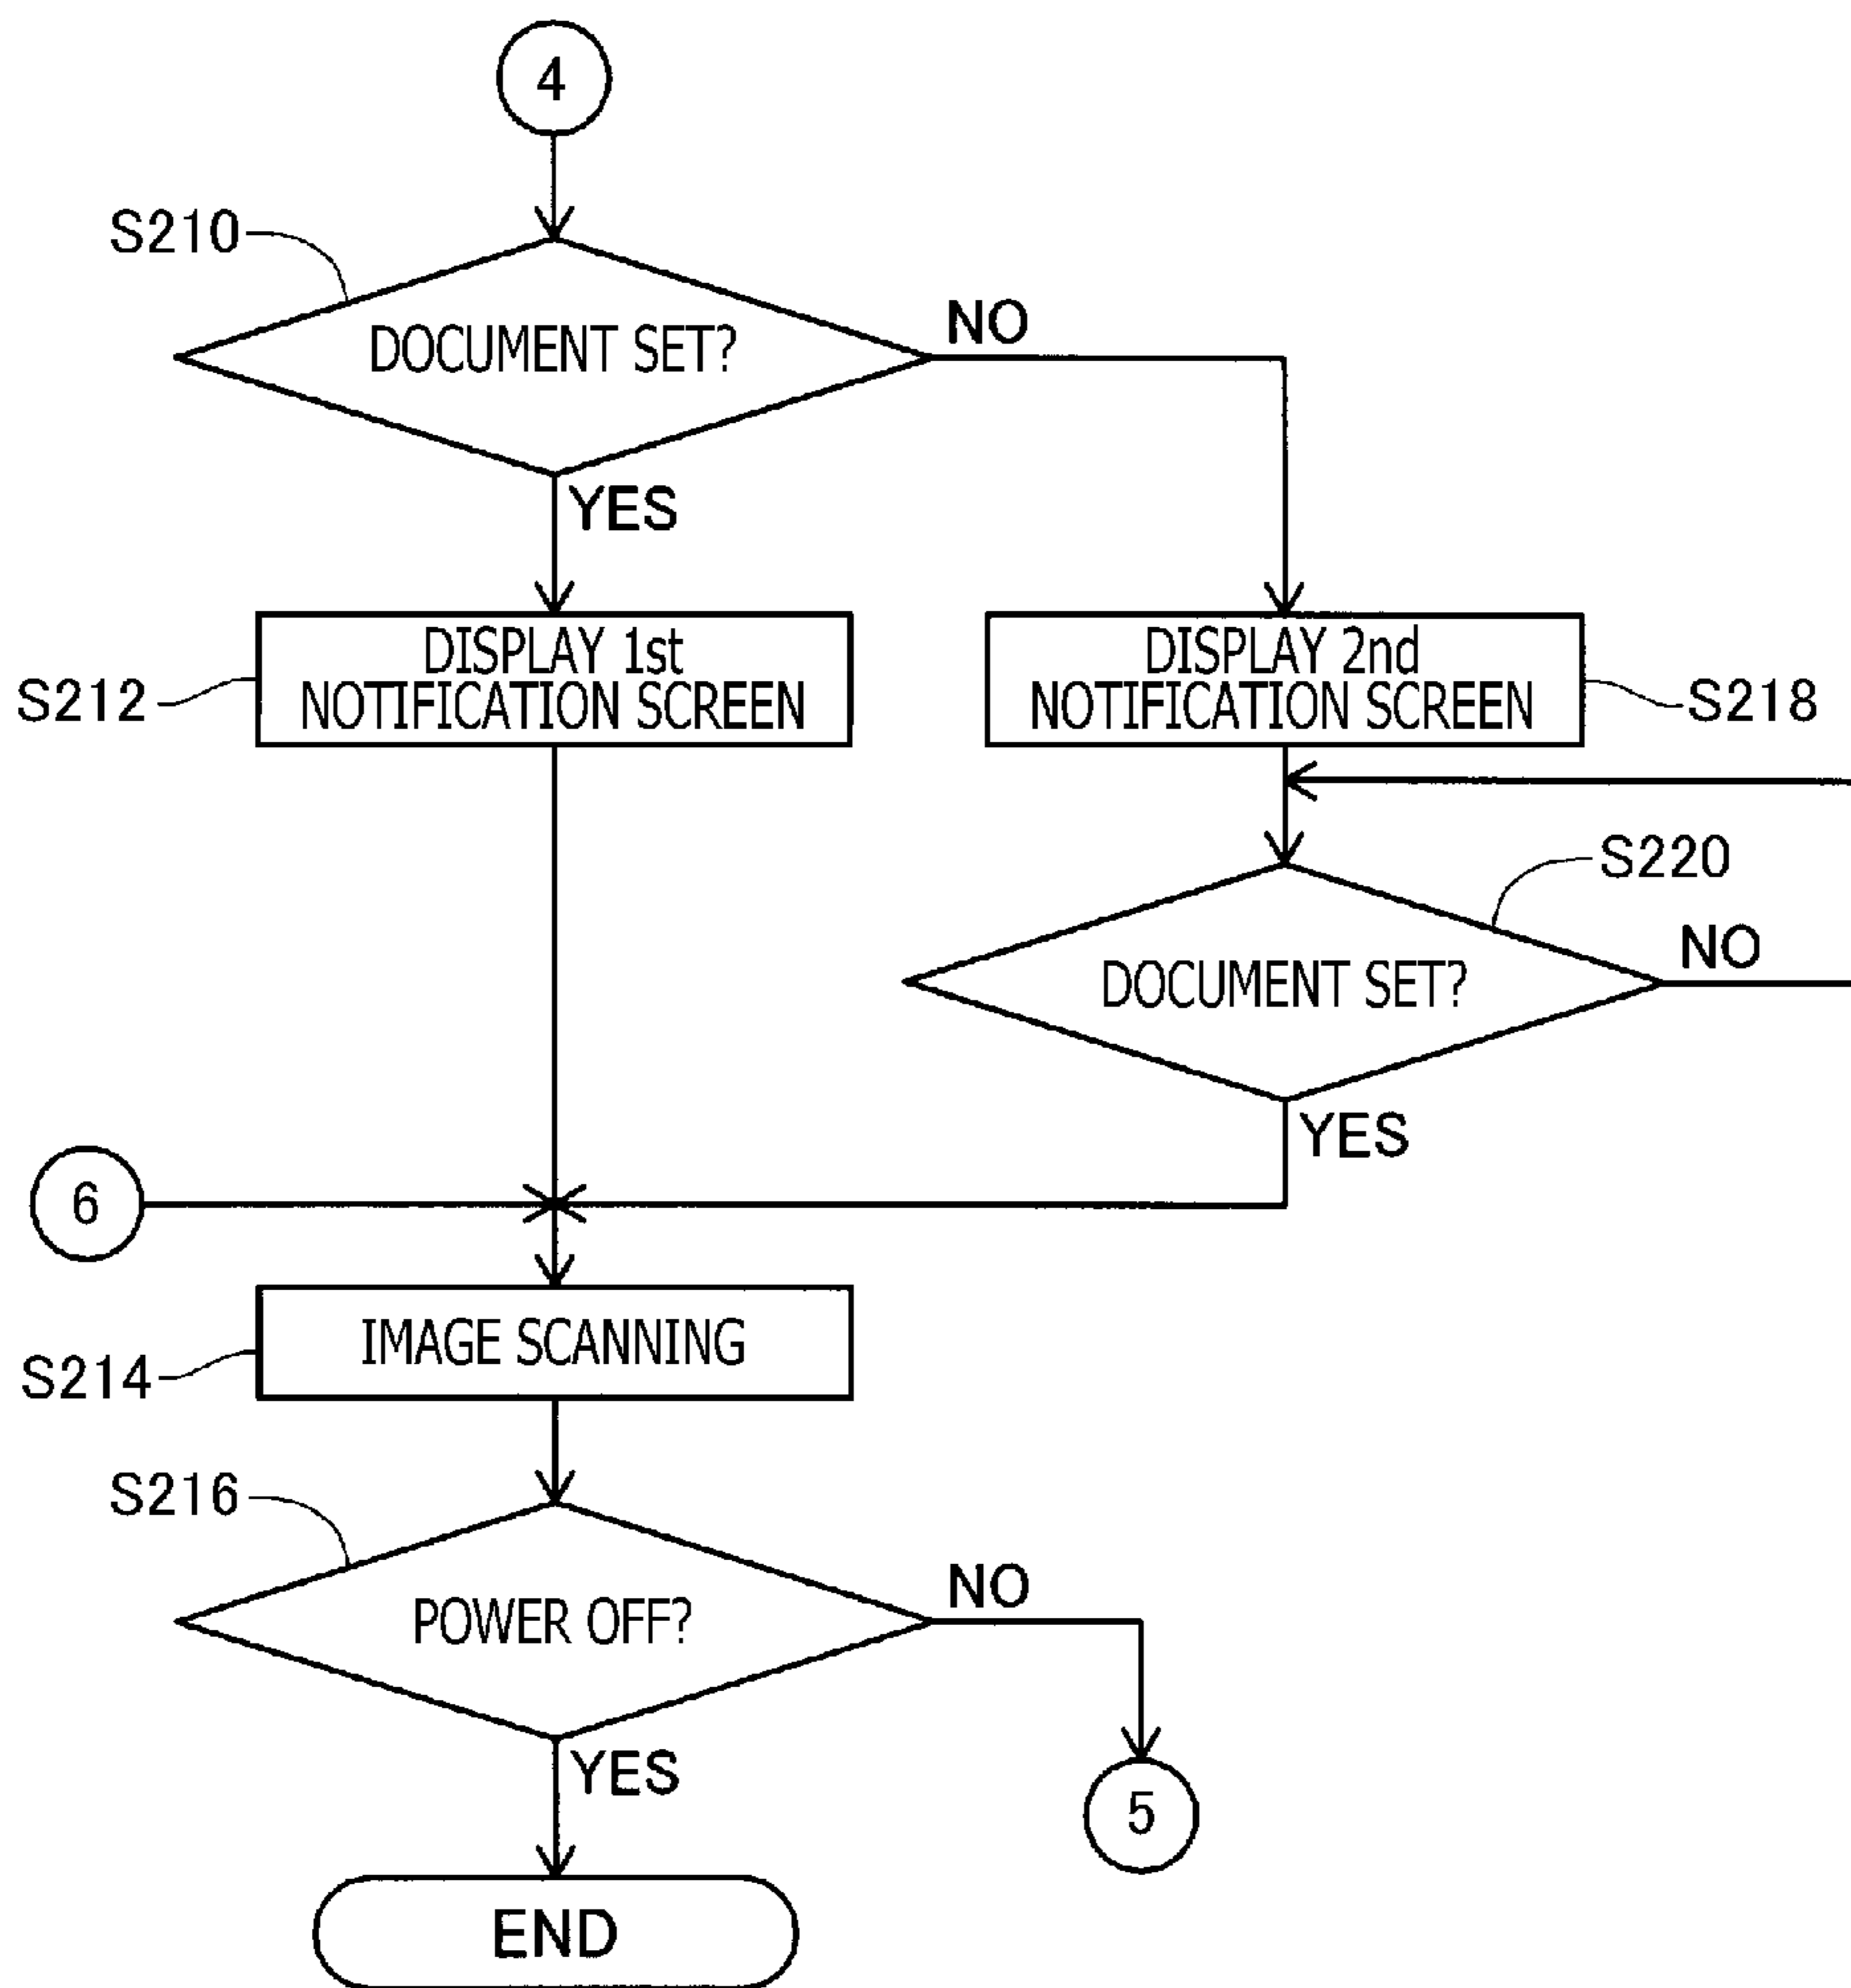 4
S210
DOCUMENT SET?
NO
YES
S212
DISPLAY 1st
NOTIFICATION SCREEN
DISPLAY 2nd
NOTIFICATION SCREEN
S218
S220
DOCUMENT SET?
NO
YES
6
S214
IMAGE SCANNING
S216
POWER OFF?
NO
YES
5
END